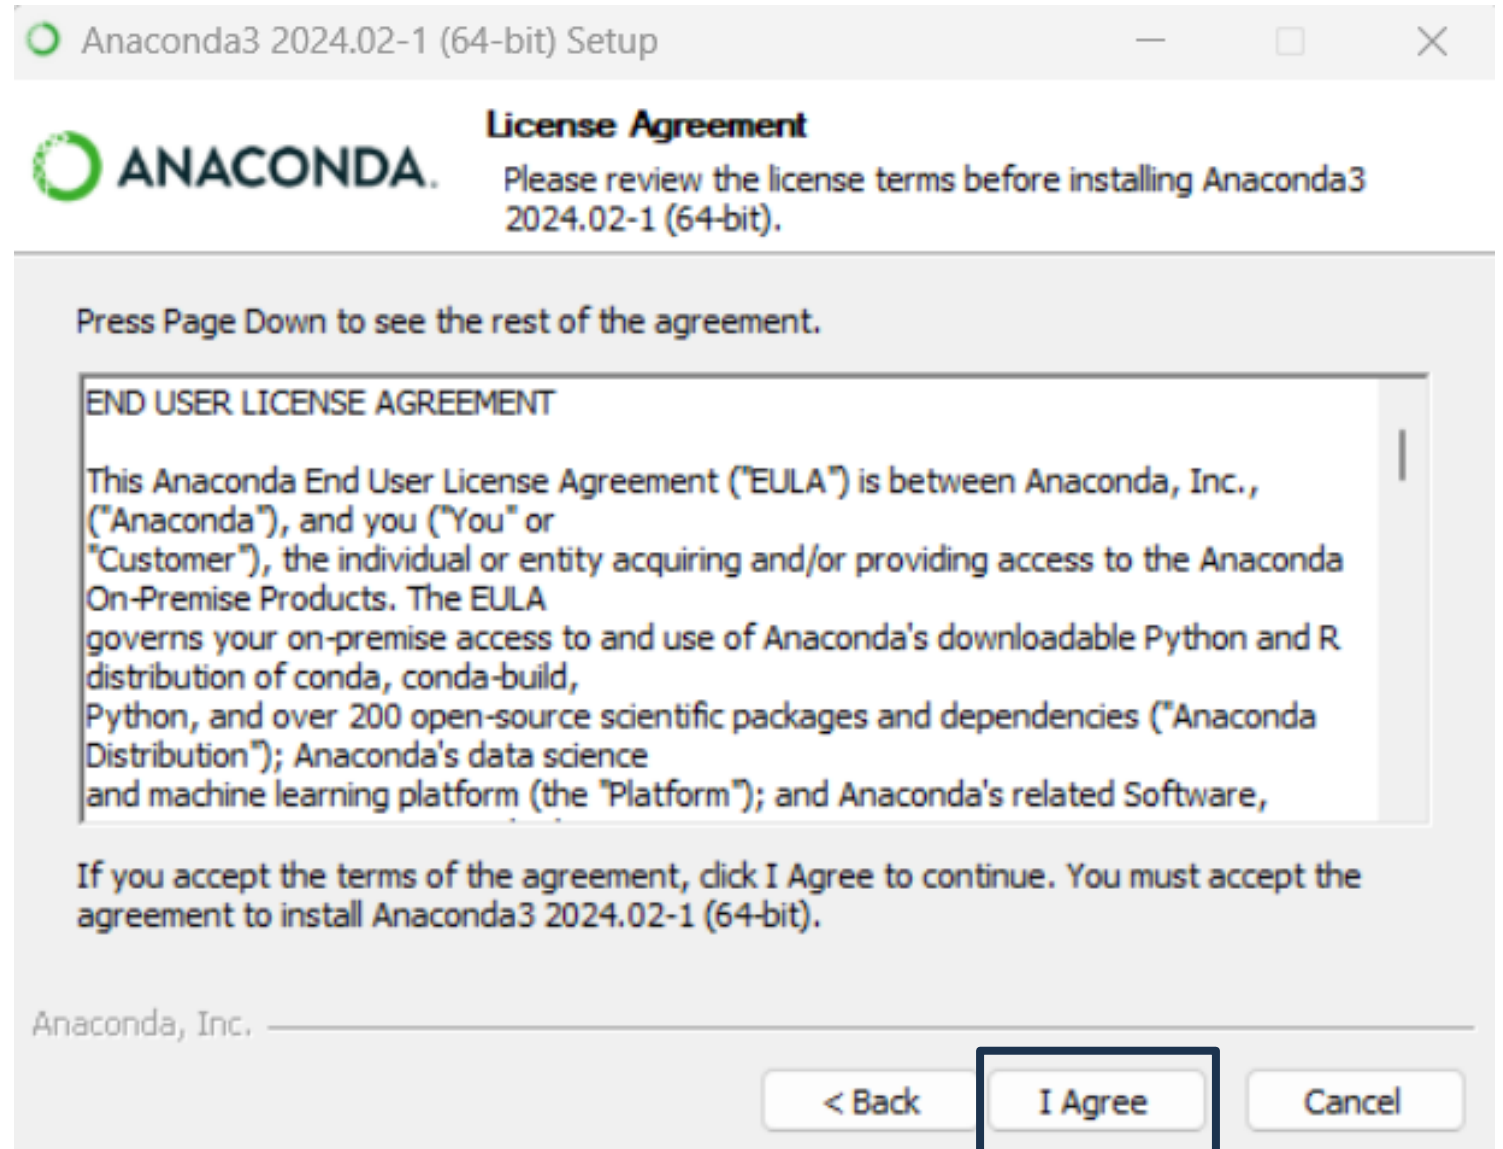 Anaconda3 2024.02-1 (64-bit) Setup
ANACONDA.
License Agreement
Please review the license terms before installing Anaconda3
2024.02-1 (64-bit).
Press Page Down to see the rest of the agreement.
END USER LICENSE AGREEMENT
This Anaconda End User License Agreement ("EULA") is between Anaconda, Inc.,
("Anaconda"), and you ("You" or
"Customer"), the individual or entity acquiring and/or providing access to the Anaconda
On-Premise Products. The EULA
governs your on-premise access to and use of Anaconda's downloadable Python and R
distribution of conda, conda-build,
Python, and over 200 open-source scientific packages and dependencies ("Anaconda
Distribution"); Anaconda's data science
and machine learning platform (the "Platform"); and Anaconda's related Software,
If you accept the terms of the agreement, click I Agree to continue. You must accept the
agreement to install Anaconda3 2024.02-1 (64-bit).
Anaconda, Inc.
< Back
I Agree
Cancel